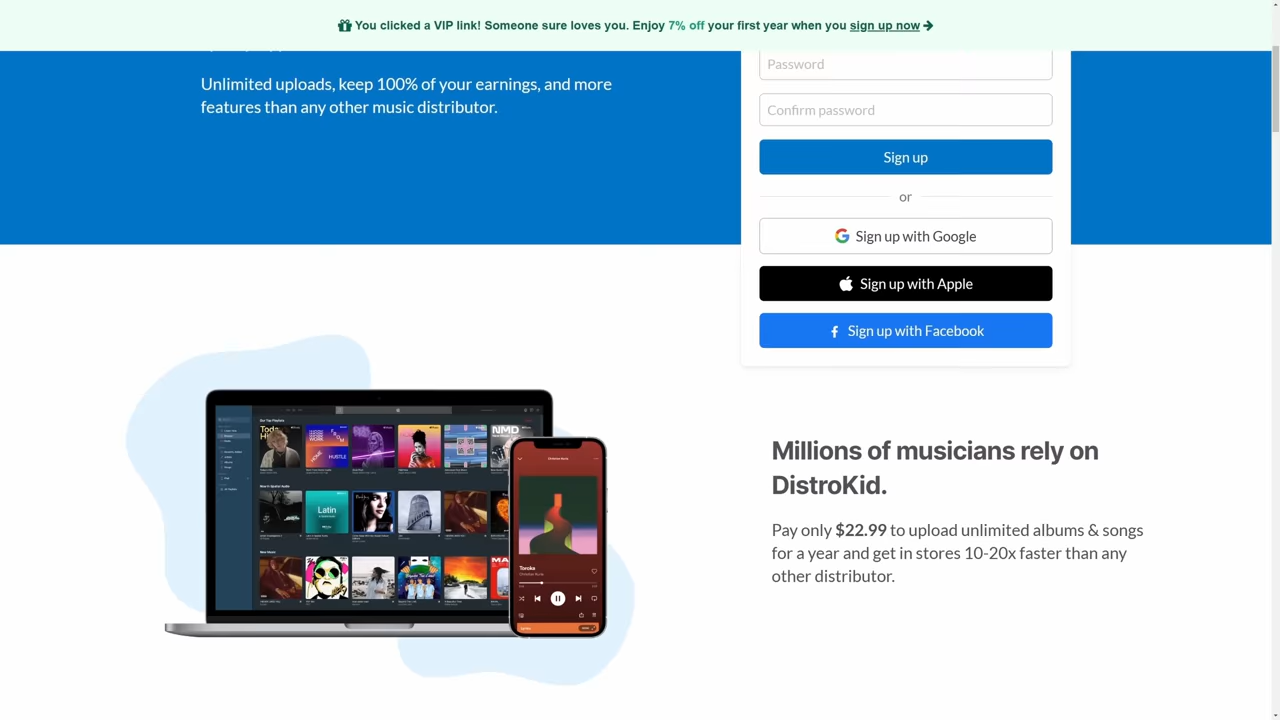 You clicked a VIP link! Someone sure loves you. Enjoy 7% off your first year when you sign up now
Unlimited uploads, keep 100% of your earnings, and more
features than any other music distributor.
Password
Confirm password
Sign up
or
Sign up with Google
Sign up with Apple
Sign up with Facebook
Latin
NMD
HUSTLE
Toroka
Millions of musicians rely on
DistroKid.
Pay only $22.99 to upload unlimited albums & songs
for a year and get in stores 10-20x faster than any
other distributor.